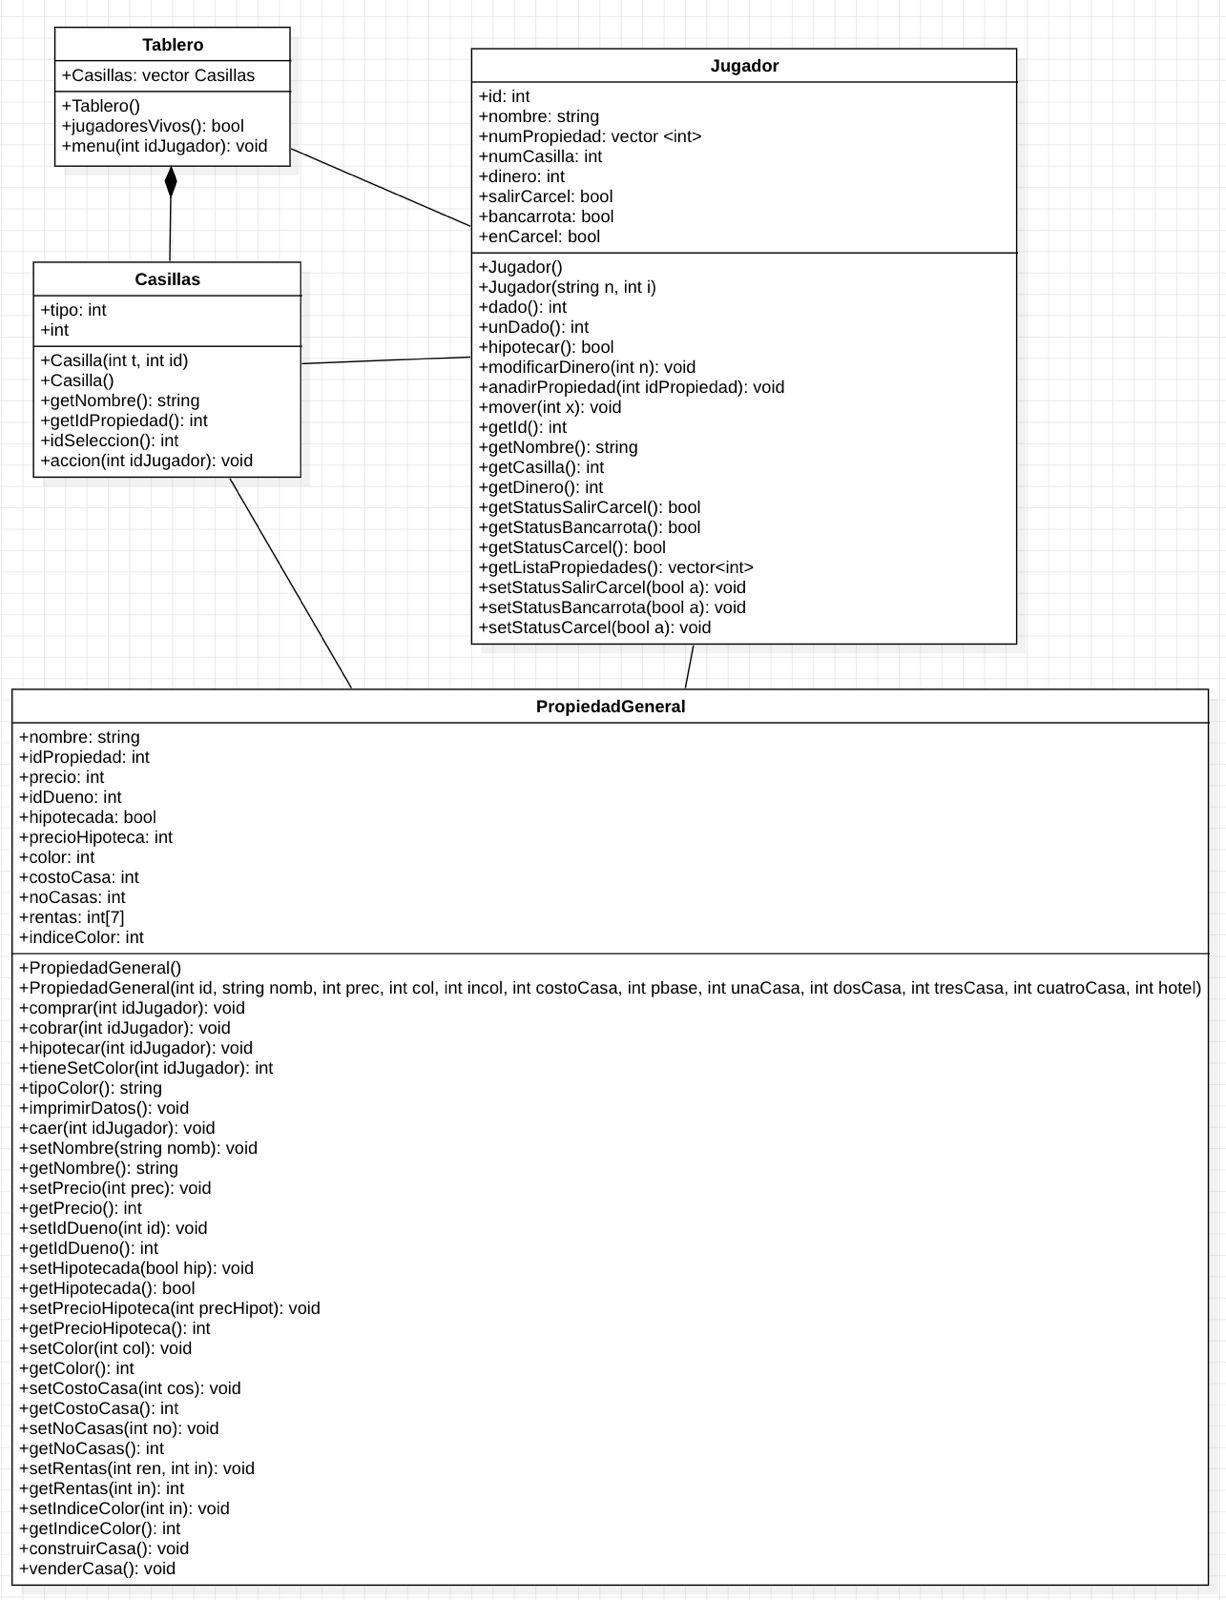 Tablero
+Casillas: vector Casillas
+Tablero()
+jugadoresVivos(): bool
+menu(int idJugador): void
Jugador
+id: int
+nombre: string
+numPropiedad: vector <int>
+numCasilla: int
+dinero: int
+salirCarcel: bool
+bancarrota: bool
+enCarcel: bool
+Jugador()
+Jugador(string n, int i)
+dado(): int
+unDado(): int
+hipotecar(): bool
+modificarDinero(int n): void
+anadirPropiedad(int idPropiedad): void
+mover(int x): void
+getId(): int
+getNombre(): string
+getCasilla(): int
+getDinero(): int
+getStatusSalirCarcel(): bool
+getStatusBancarrota(): bool
+getStatusCarcel(): bool
+getListaPropiedades(): vector<int>
+setStatusSalirCarcel(bool a): void
+setStatusBancarrota(bool a): void
+setStatusCarcel(bool a): void
Casillas
+tipo: int
+int
+Casilla(int t, int id)
+Casilla()
+getNombre(): string
+getIdPropiedad(): int
+idSeleccion(): int
+accion(int idJugador): void
PropiedadGeneral
+nombre: string
+idPropiedad: int
+precio: int
+idDueno: int
+hipotecada: bool
+precioHipoteca: int
+color: int
+costoCasa: int
+noCasas: int
+rentas: int[7]
+indiceColor: int
+PropiedadGeneral()
+PropiedadGeneral(int id, string nomb, int prec, int col, int incol, int costoCasa, int pbase, int unaCasa, int dosCasa, int tresCasa, int cuatroCasa, int hotel)
+comprar(int idJugador): void
+cobrar(int idJugador): void
+hipotecar(int idJugador): void
+tieneSetColor(int idJugador): int
+tipoColor(): string
+imprimirDatos(): void
+caer(int idJugador): void
+setNombre(string nomb): void
+getNombre(): string
+setPrecio(int prec): void
+getPrecio(): int
+setIdDueno(int id): void
+getIdDueno(): int
+setHipotecada(bool hip): void
+getHipotecada(): bool
+setPrecioHipoteca(int precHipot): void
+getPrecioHipoteca(): int
+setColor(int col): void
+getColor(): int
+setCostoCasa(int cos): void
+getCostoCasa(): int
+setNoCasas(int no): void
+getNoCasas(): int
+setRentas(int ren, int in): void
+getRentas(int in): int
+setIndiceColor(int in): void
+getIndiceColor(): int
+construirCasa(): void
+venderCasa(): void